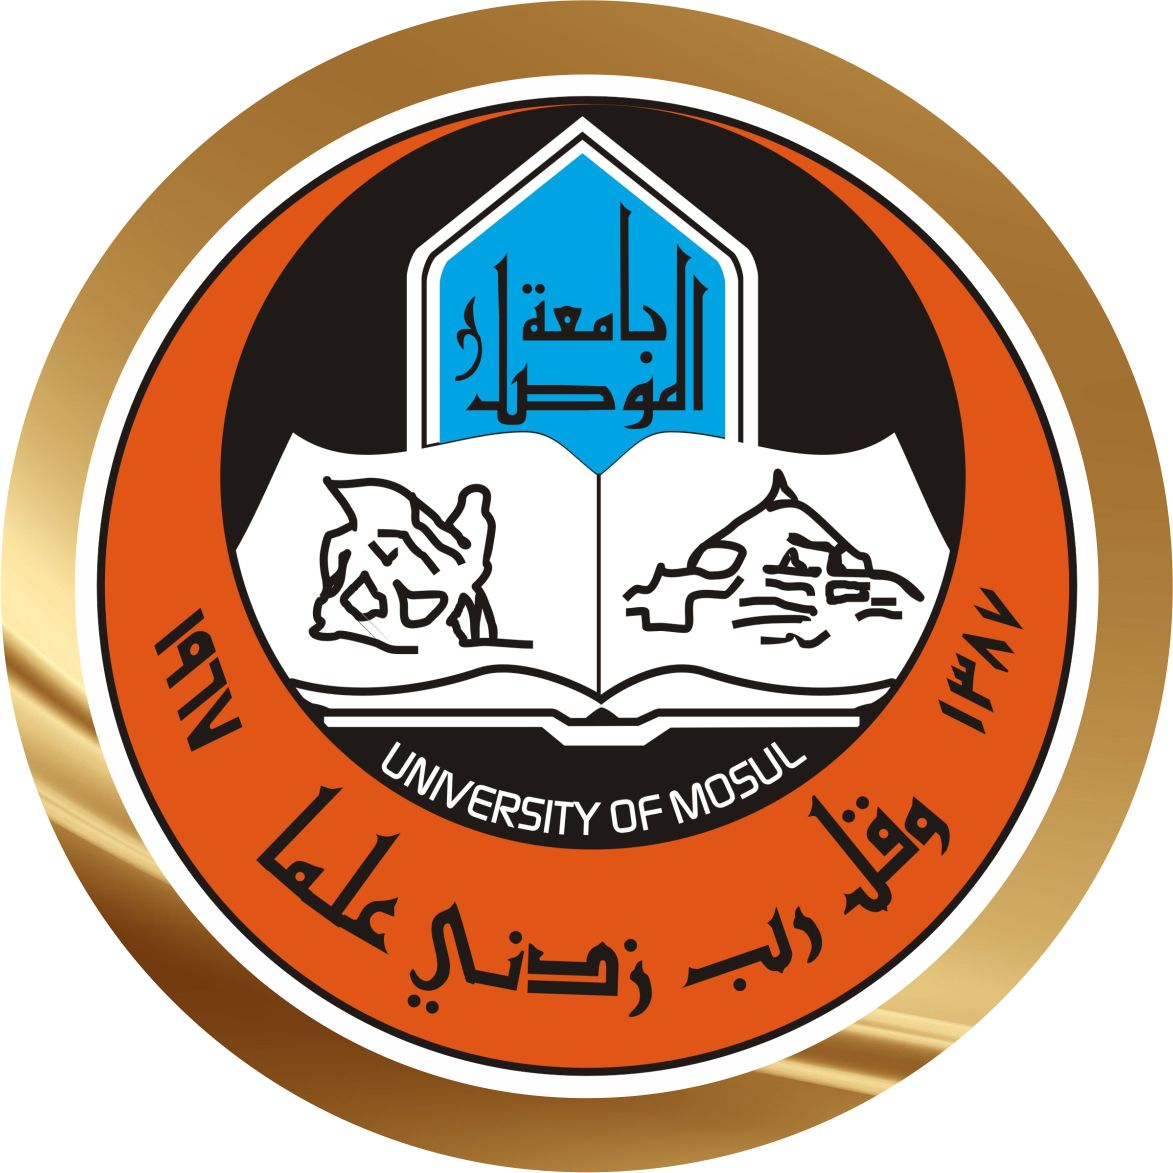 جامعة
الموصل
UNIVERSITY OF MOSUL
١٣٨٧
١٩٦٧
وقل رب زدني علما